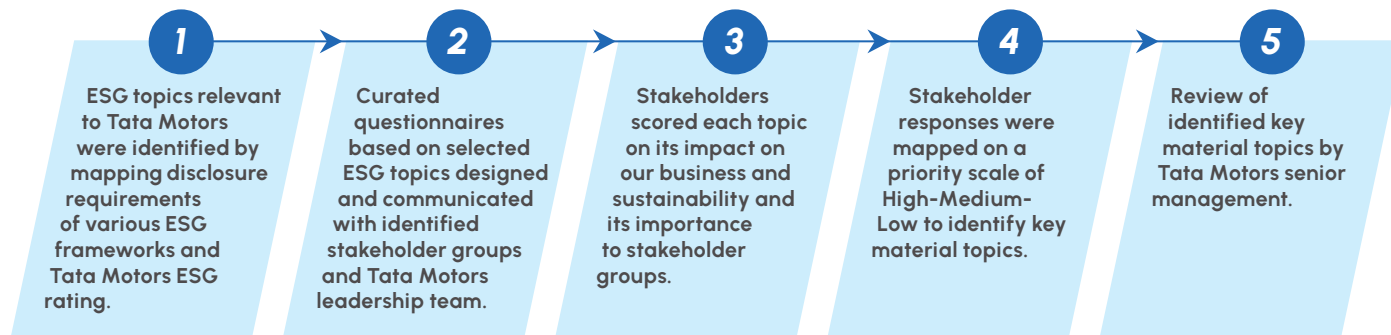 1
ESG topics relevant
to Tata Motors
were identified by
mapping disclosure
requirements
of various ESG
frameworks and
Tata Motors ESG
rating.
2
Curated
questionnaires
based on selected
ESG topics designed
and communicated
with identified
stakeholder groups
and Tata Motors
leadership team.
3
Stakeholders
scored each topic
on its impact on
our business and
sustainability and
its importance
to stakeholder
groups.
4
Stakeholder
responses were
mapped on a
priority scale of
High-Medium-
Low to identify key
material topics.
5
Review of
identified key
material topics by
Tata Motors senior
management.